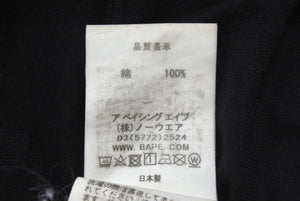 品質表示
綿 100%
ア ベイシング エイプ
(株) ノーウエア
03(5772)2524
WWW.BAPE.COM
日本製